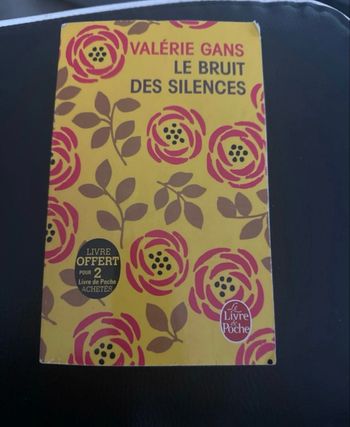 VALÉRIE GANS
LE BRUIT
DES SILENCES
LIVRE
OFFERT
POUR 2
Livre de Poche
ACHETÉS
Le
Livre
de
Poche